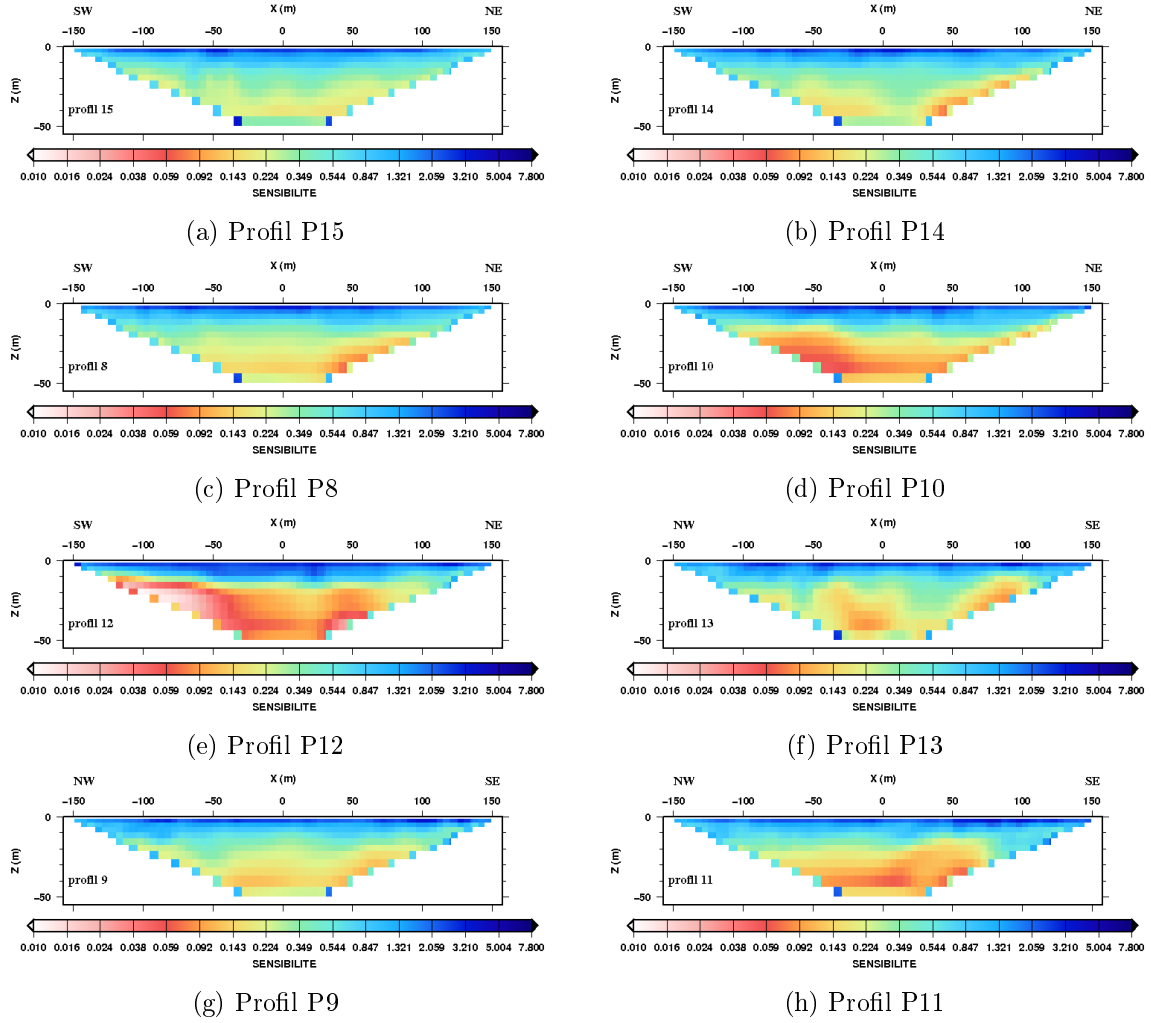 SW X (m) NE
−150 −100 −50 0 50 100 150
0
Z (m)
profil 15
−50
0.010 0.016 0.024 0.038 0.059 0.092 0.143 0.224 0.349 0.544 0.847 1.321 2.059 3.210 5.004 7.800
SENSIBILITE
(a) Profil P15
SW X (m) NE
−150 −100 −50 0 50 100 150
0
Z (m)
profil 14
−50
0.010 0.016 0.024 0.038 0.059 0.092 0.143 0.224 0.349 0.544 0.847 1.321 2.059 3.210 5.004 7.800
SENSIBILITE
(b) Profil P14
SW X (m) NE
−150 −100 −50 0 50 100 150
0
Z (m)
profil 8
−50
0.010 0.016 0.024 0.038 0.059 0.092 0.143 0.224 0.349 0.544 0.847 1.321 2.059 3.210 5.004 7.800
SENSIBILITE
(c) Profil P8
SW X (m) NE
−150 −100 −50 0 50 100 150
0
Z (m)
profil 10
−50
0.010 0.016 0.024 0.038 0.059 0.092 0.143 0.224 0.349 0.544 0.847 1.321 2.059 3.210 5.004 7.800
SENSIBILITE
(d) Profil P10
SW X (m) NE
−150 −100 −50 0 50 100 150
0
Z (m)
profil 12
−50
0.010 0.016 0.024 0.038 0.059 0.092 0.143 0.224 0.349 0.544 0.847 1.321 2.059 3.210 5.004 7.800
SENSIBILITE
(e) Profil P12
NW X (m) SE
−150 −100 −50 0 50 100 150
0
Z (m)
profil 13
−50
0.010 0.016 0.024 0.038 0.059 0.092 0.143 0.224 0.349 0.544 0.847 1.321 2.059 3.210 5.004 7.800
SENSIBILITE
(f) Profil P13
NW X (m) SE
−150 −100 −50 0 50 100 150
0
Z (m)
profil 9
−50
0.010 0.016 0.024 0.038 0.059 0.092 0.143 0.224 0.349 0.544 0.847 1.321 2.059 3.210 5.004 7.800
SENSIBILITE
(g) Profil P9
NW X (m) SE
−150 −100 −50 0 50 100 150
0
Z (m)
profil 11
−50
0.010 0.016 0.024 0.038 0.059 0.092 0.143 0.224 0.349 0.544 0.847 1.321 2.059 3.210 5.004 7.800
SENSIBILITE
(h) Profil P11